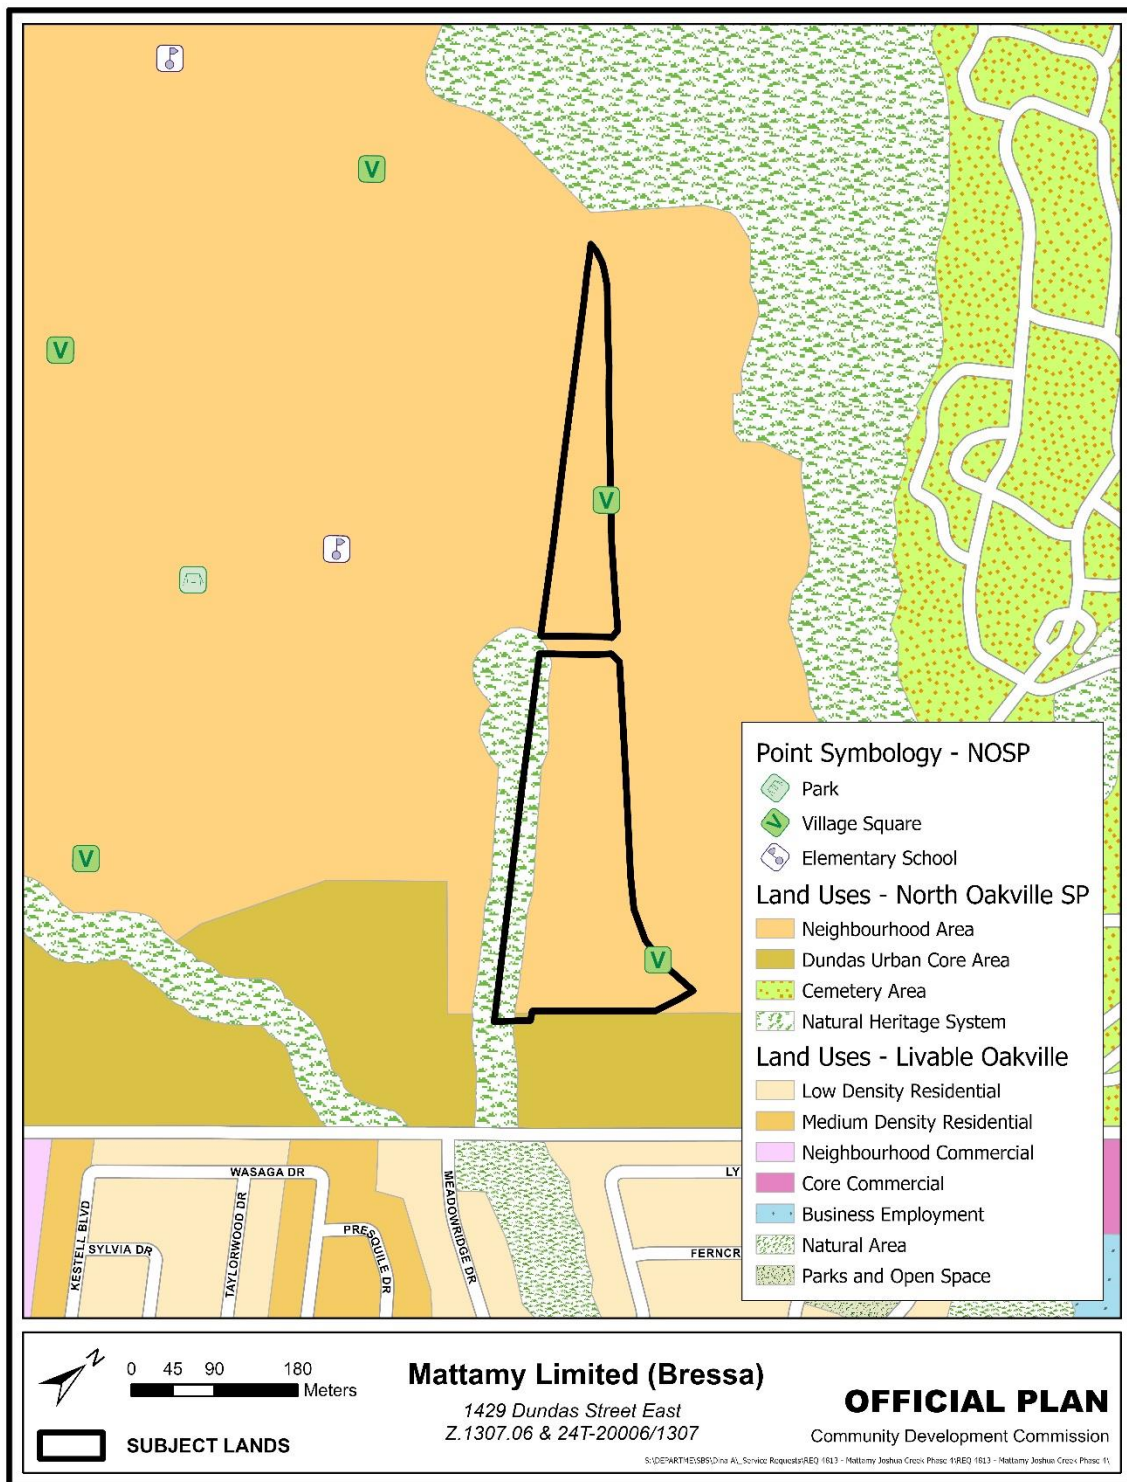 V
V
V
V
V
V
Point Symbology - NOSP
Park
V Village Square
Elementary School
Land Uses - North Oakville SP
Neighbourhood Area
Dundas Urban Core Area
Cemetery Area
Natural Heritage System
Land Uses - Livable Oakville
Low Density Residential
Medium Density Residential
Neighbourhood Commercial
Core Commercial
Business Employment
Natural Area
Parks and Open Space
WASAGA DR
KESTELL BLVD
SYLVIA DR
TAYLORWOOD DR
PRESQUILE DR
MEADOWRIDGE DR
LY
FERNCR
N
0 45 90 180
Meters
SUBJECT LANDS
Mattamy Limited (Bressa)
1429 Dundas Street East
Z.1307.06 & 24T-20006/1307
OFFICIAL PLAN
Community Development Commission